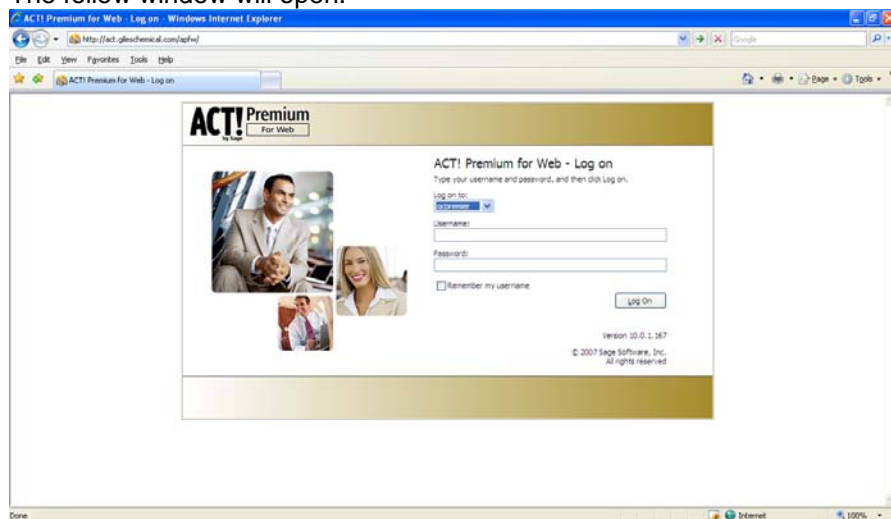 The follow window will open.
ACT! Premium for Web - Log on - Windows Internet Explorer
http://act.gileschemical.com/apfw/
Google
File Edit View Favorites Tools Help
ACT! Premium for Web - Log on
Page Tools
ACT! Premium
by Sage For Web
ACT! Premium for Web - Log on
Type your username and password, and then click Log on.
Log on to:
Username:
Password:
Remember my username
Log On
Version 10.0.1.167
© 2007 Sage Software, Inc.
All rights reserved
Done Internet 100%